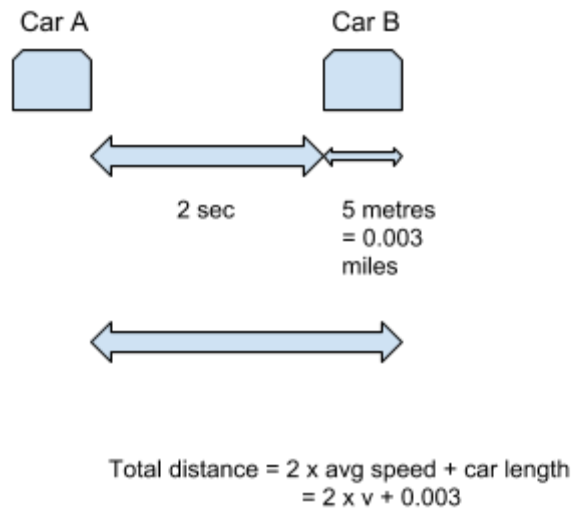 Car A
Car B
2 sec
5 metres
= 0.003
miles
Total distance = 2 x avg speed + car length
= 2 x v + 0.003